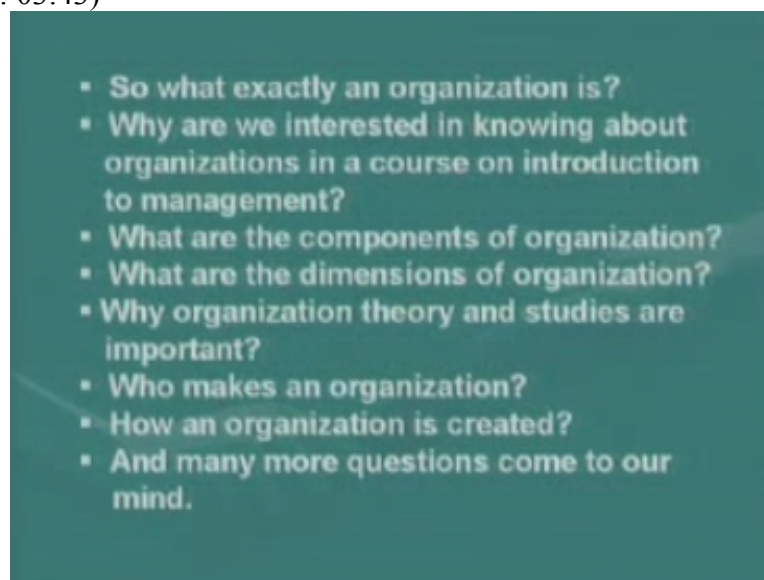 : 05:45)
▪ So what exactly an organization is?
▪ Why are we interested in knowing about
organizations in a course on introduction
to management?
▪ What are the components of organization?
▪ What are the dimensions of organization?
▪ Why organization theory and studies are
important?
▪ Who makes an organization?
▪ How an organization is created?
▪ And many more questions come to our
mind.